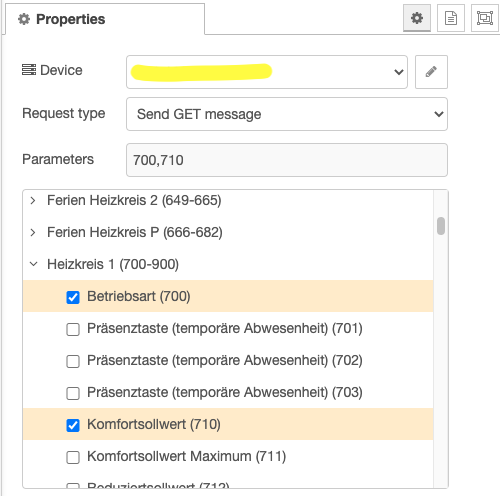 Properties
Device
Request type
Send GET message
Parameters
700,710
Ferien Heizkreis 2 (649-665)
Ferien Heizkreis P (666-682)
Heizkreis 1 (700-900)
Betriebsart (700)
Präsenztaste (temporäre Abwesenheit) (701)
Präsenztaste (temporäre Abwesenheit) (702)
Präsenztaste (temporäre Abwesenheit) (703)
Komfortsollwert (710)
Komfortsollwert Maximum (711)
Reduziertsollwert (712)